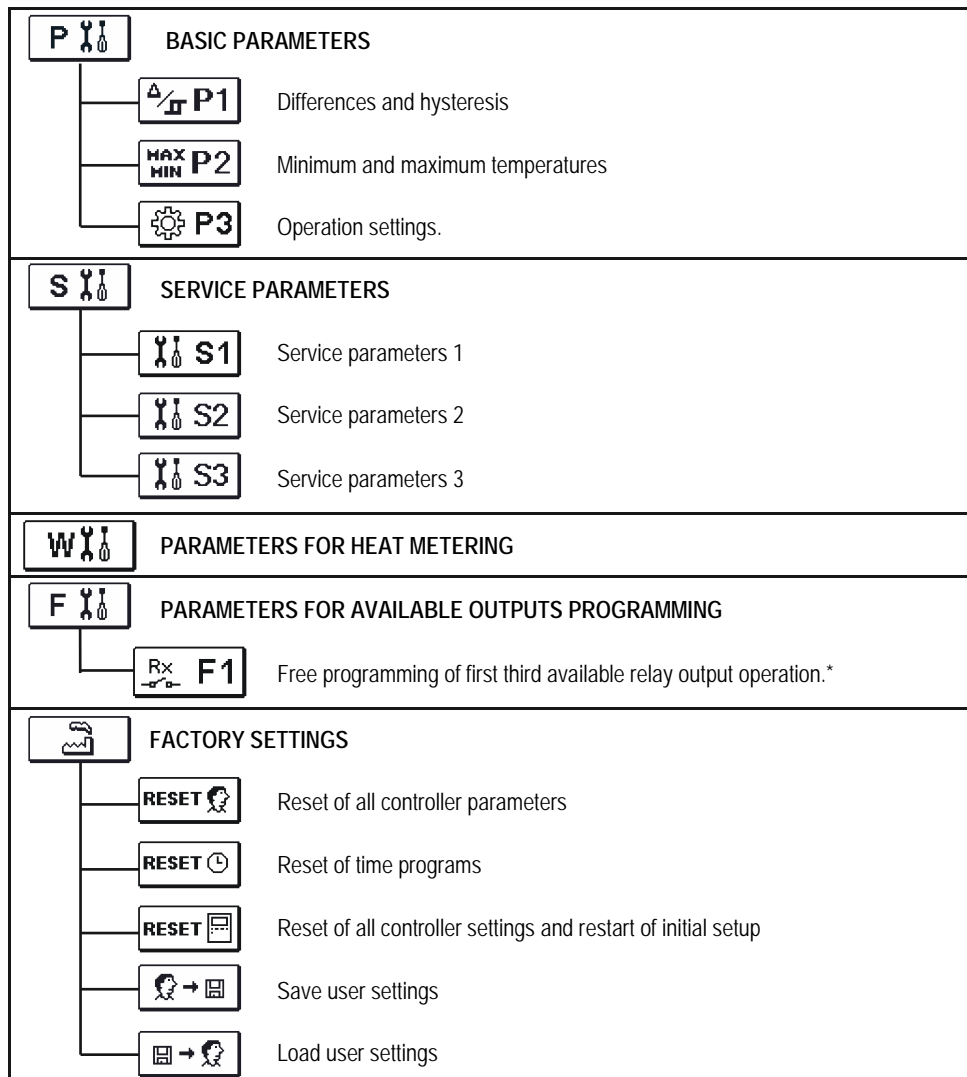 P BASIC PARAMETERS
P1 Differences and hysteresis
MAX
MIN P2 Minimum and maximum temperatures
P3 Operation settings.
S SERVICE PARAMETERS
S1 Service parameters 1
S2 Service parameters 2
S3 Service parameters 3
W PARAMETERS FOR HEAT METERING
F PARAMETERS FOR AVAILABLE OUTPUTS PROGRAMMING
Rx F1 Free programming of first third available relay output operation.*
FACTORY SETTINGS
RESET Reset of all controller parameters
RESET Reset of time programs
RESET Reset of all controller settings and restart of initial setup
Save user settings
Load user settings